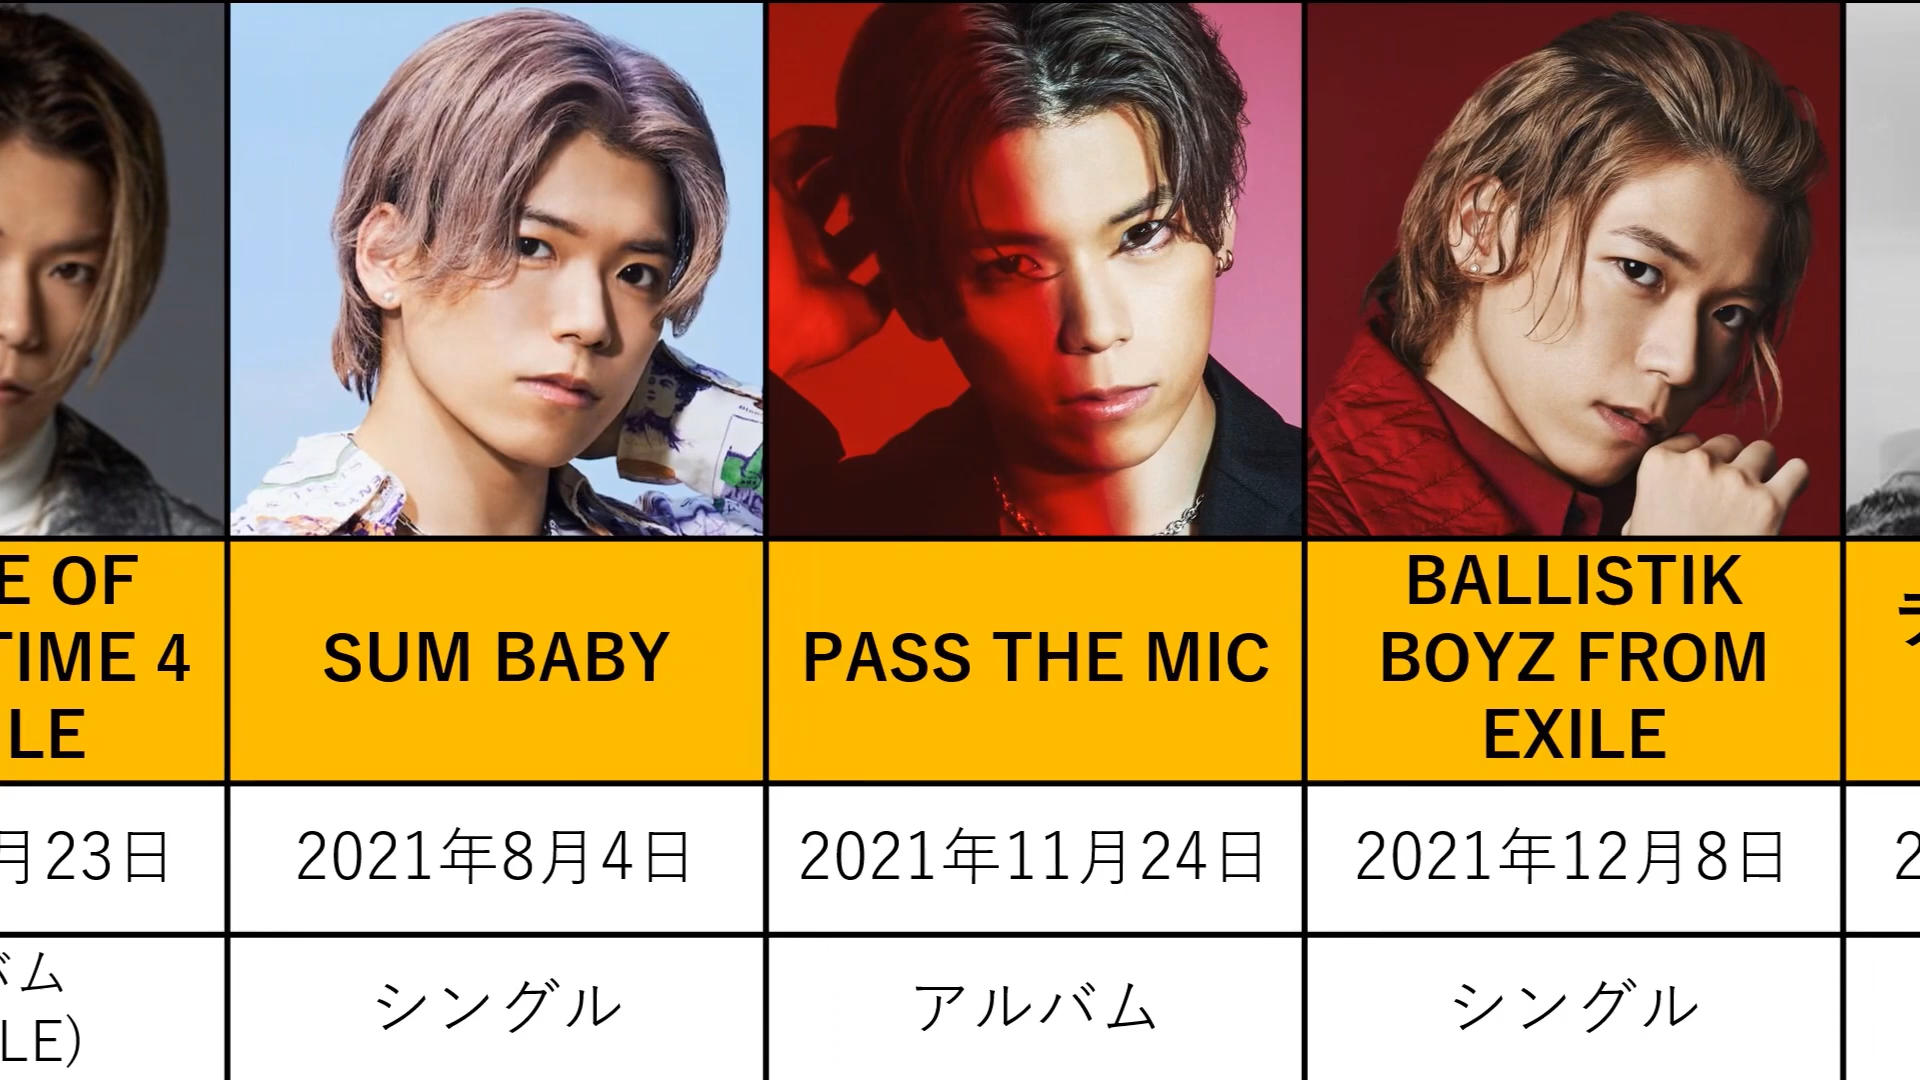 E OF
TIME 4
LE
SUM BABY
PASS THE MIC
BALLISTIK
BOYZ FROM
EXILE
月23日
2021年8月4日
2021年11月24日
2021年12月8日
2
バム
LE)
シングル
アルバム
シングル